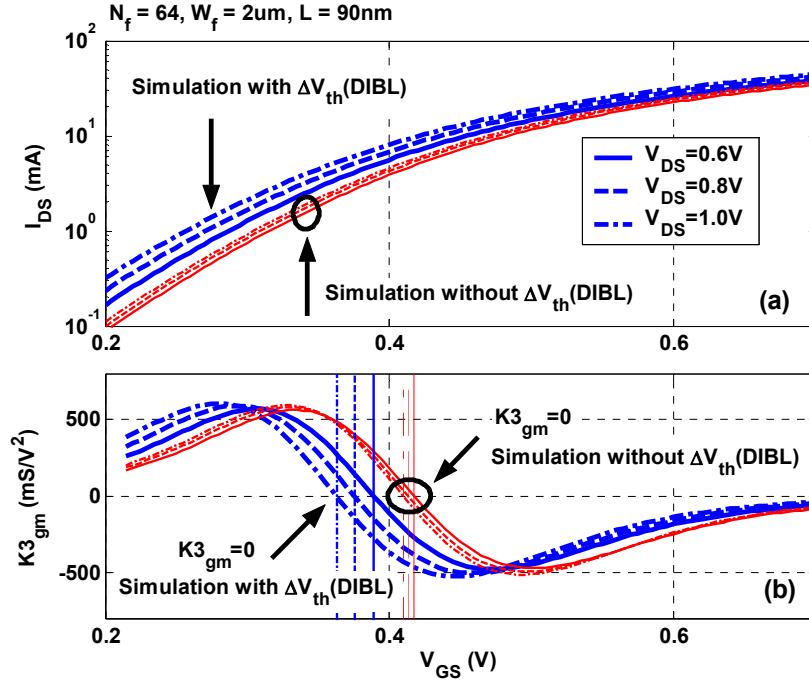 N_f = 64, W_f = 2um, L = 90nm
10^2
10^1
10^0
10^-1
I_DS (mA)
Simulation with ΔV_th(DIBL)
V_DS=0.6V
V_DS=0.8V
V_DS=1.0V
Simulation without ΔV_th(DIBL)
(a)
0.2
0.4
0.6
500
0
-500
K3_gm (mS/V^2)
K3_gm=0
Simulation without ΔV_th(DIBL)
K3_gm=0
Simulation with ΔV_th(DIBL)
(b)
0.2
0.4
0.6
V_GS (V)